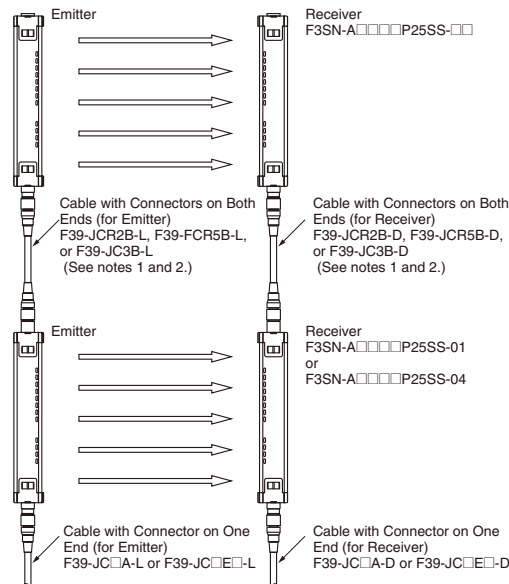 Emitter
Receiver
F3SN-A□□□□P25SS-□□
Cable with Connectors on Both
Ends (for Emitter)
F39-JCR2B-L, F39-FCR5B-L,
or F39-JC3B-L
(See notes 1 and 2.)
Cable with Connectors on Both
Ends (for Receiver)
F39-JCR2B-D, F39-JCR5B-D,
or F39-JC3B-D
(See notes 1 and 2.)
Emitter
Receiver
F3SN-A□□□□P25SS-01
or
F3SN-A□□□□P25SS-04
Cable with Connector on One
End (for Emitter)
F39-JC□A-L or F39-JC□E□-L
Cable with Connector on One
End (for Receiver)
F39-JC□A-D or F39-JC□E□-D